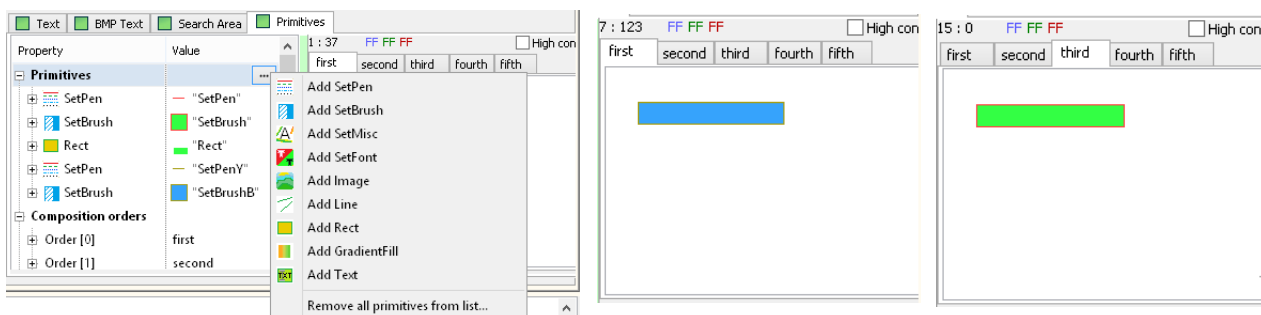 Text BMP Text Search Area Primitives
Property Value
Primitives ...
SetPen "SetPen"
SetBrush "SetBrush"
Rect "Rect"
SetPen "SetPenY"
SetBrush "SetBrushB"
Composition orders
Order [0] first
Order [1] second
1 : 37 FF FF FF High con
first second third fourth fifth
Add SetPen
Add SetBrush
Add SetMisc
Add SetFont
Add Image
Add Line
Add Rect
Add GradientFill
TXT Add Text
Remove all primitives from list...
7 : 123 FF FF FF High con
first second third fourth fifth
15 : 0 FF FF FF High con
first second third fourth fifth